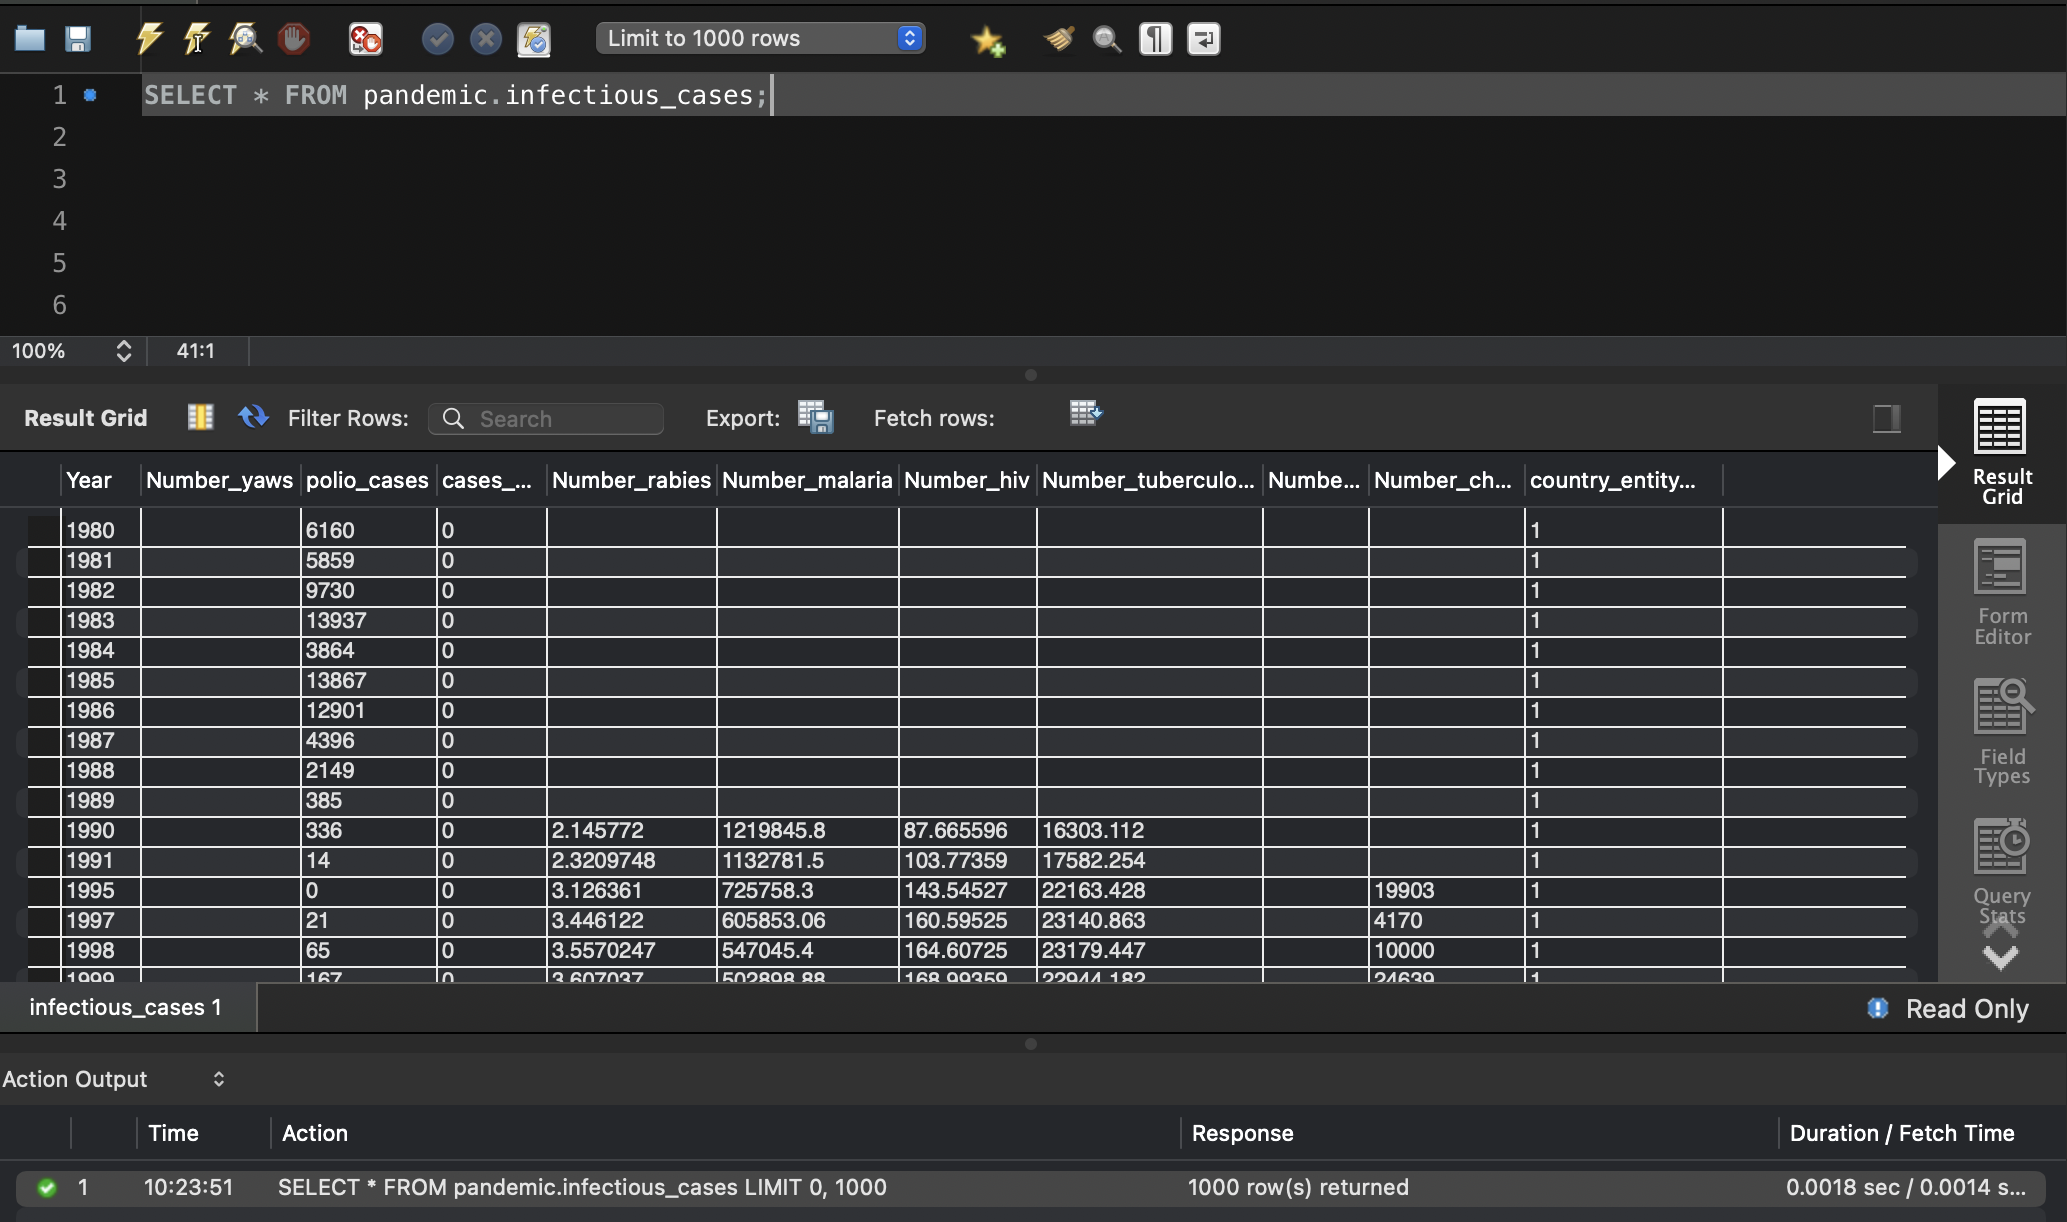 Limit to 1000 rows
1 SELECT * FROM pandemic.infectious_cases;
2
3
4
5
6
100% 41:1
Result Grid Filter Rows: Search Export: Fetch rows:
Year Number_yaws polio_cases cases_... Number_rabies Number_malaria Number_hiv Number_tuberculo... Numbe... Number_ch... country_entity...
1980 6160 0 1
1981 5859 0 1
1982 9730 0 1
1983 13937 0 1
1984 3864 0 1
1985 13867 0 1
1986 12901 0 1
1987 4396 0 1
1988 2149 0 1
1989 385 0 1
1990 336 0 2.145772 1219845.8 87.665596 16303.112 1
1991 14 0 2.3209748 1132781.5 103.77359 17582.254 1
1995 0 0 3.126361 725758.3 143.54527 22163.428 19903 1
1997 21 0 3.446122 605853.06 160.59525 23140.863 4170 1
1998 65 0 3.5570247 547045.4 164.60725 23179.447 10000 1
1999 167 0 3.607037 502898.88 168.99359 22944.182 24639 1
Result
Grid
Form
Editor
Field
Types
Query
Stats
infectious_cases 1 Read Only
Action Output
Time Action Response Duration / Fetch Time
1 10:23:51 SELECT * FROM pandemic.infectious_cases LIMIT 0, 1000 1000 row(s) returned 0.0018 sec / 0.0014 s...